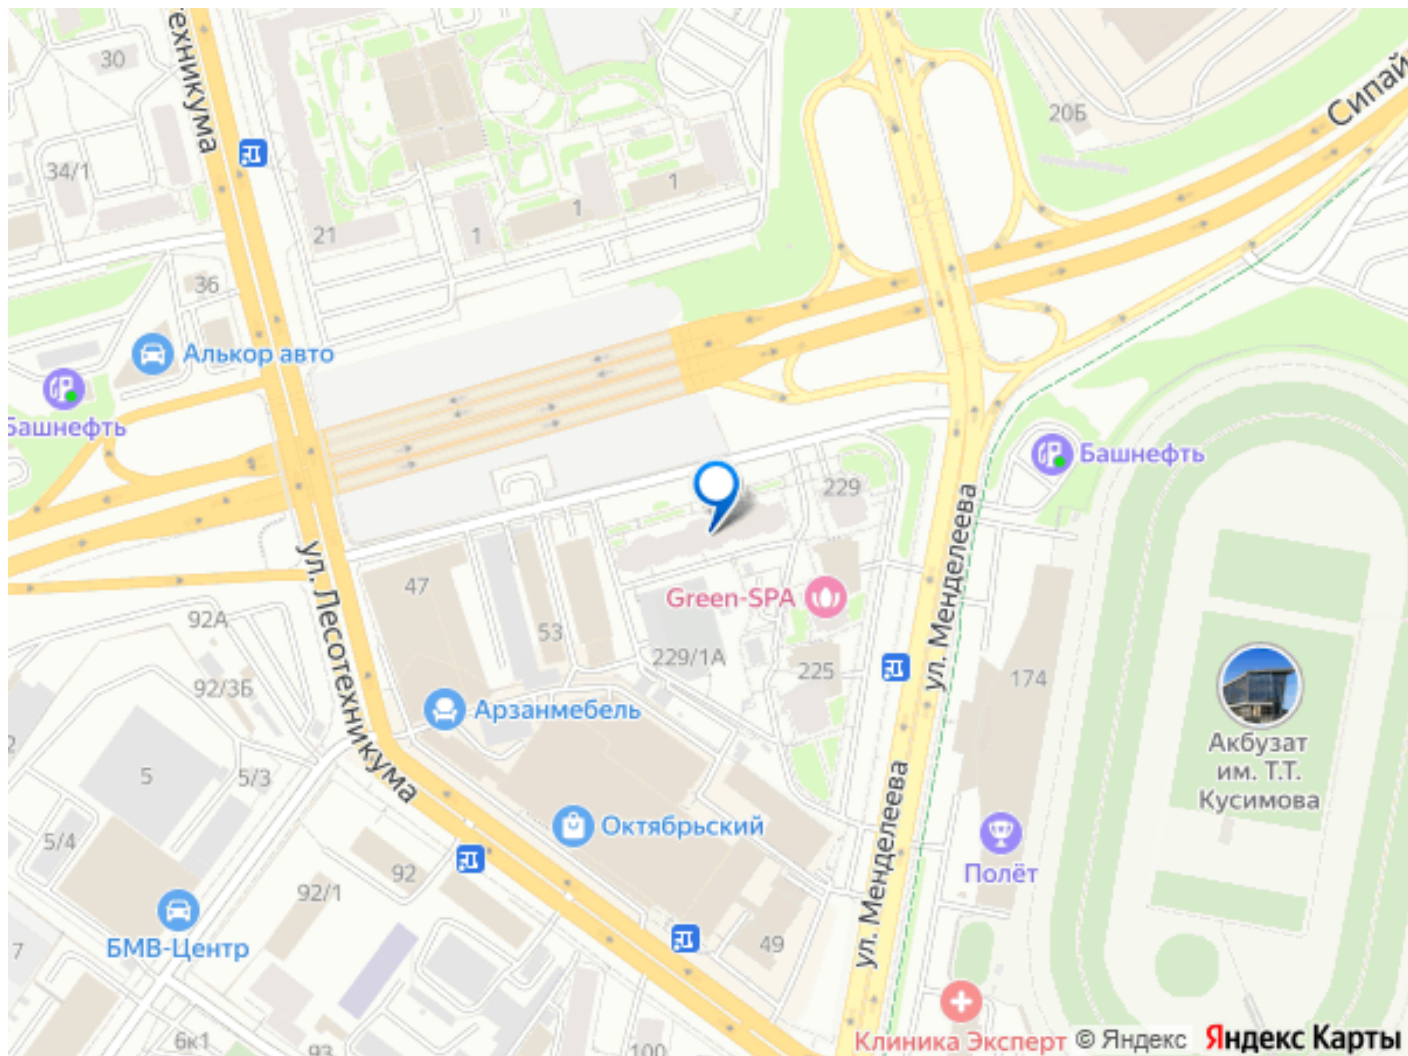 ехникума
30
34/1
21
1
1
1
20Б
Сипай
36
Алькор авто
Башнефть
229
Башнефть
47
ул. Лесотехникума
92А
53
Green-SPA
229/1А
225
174
ул. Менделеева
92/3Б
Арзанмебель
Акбузат
им. Т.Т.
Кусимова
2
5
5/3
Октябрьский
ул. Менделеева
5/4
92
92/1
Полёт
7
БМВ-Центр
49
6к1
93
100
Клиника Эксперт
© Яндекс
Яндекс Карты